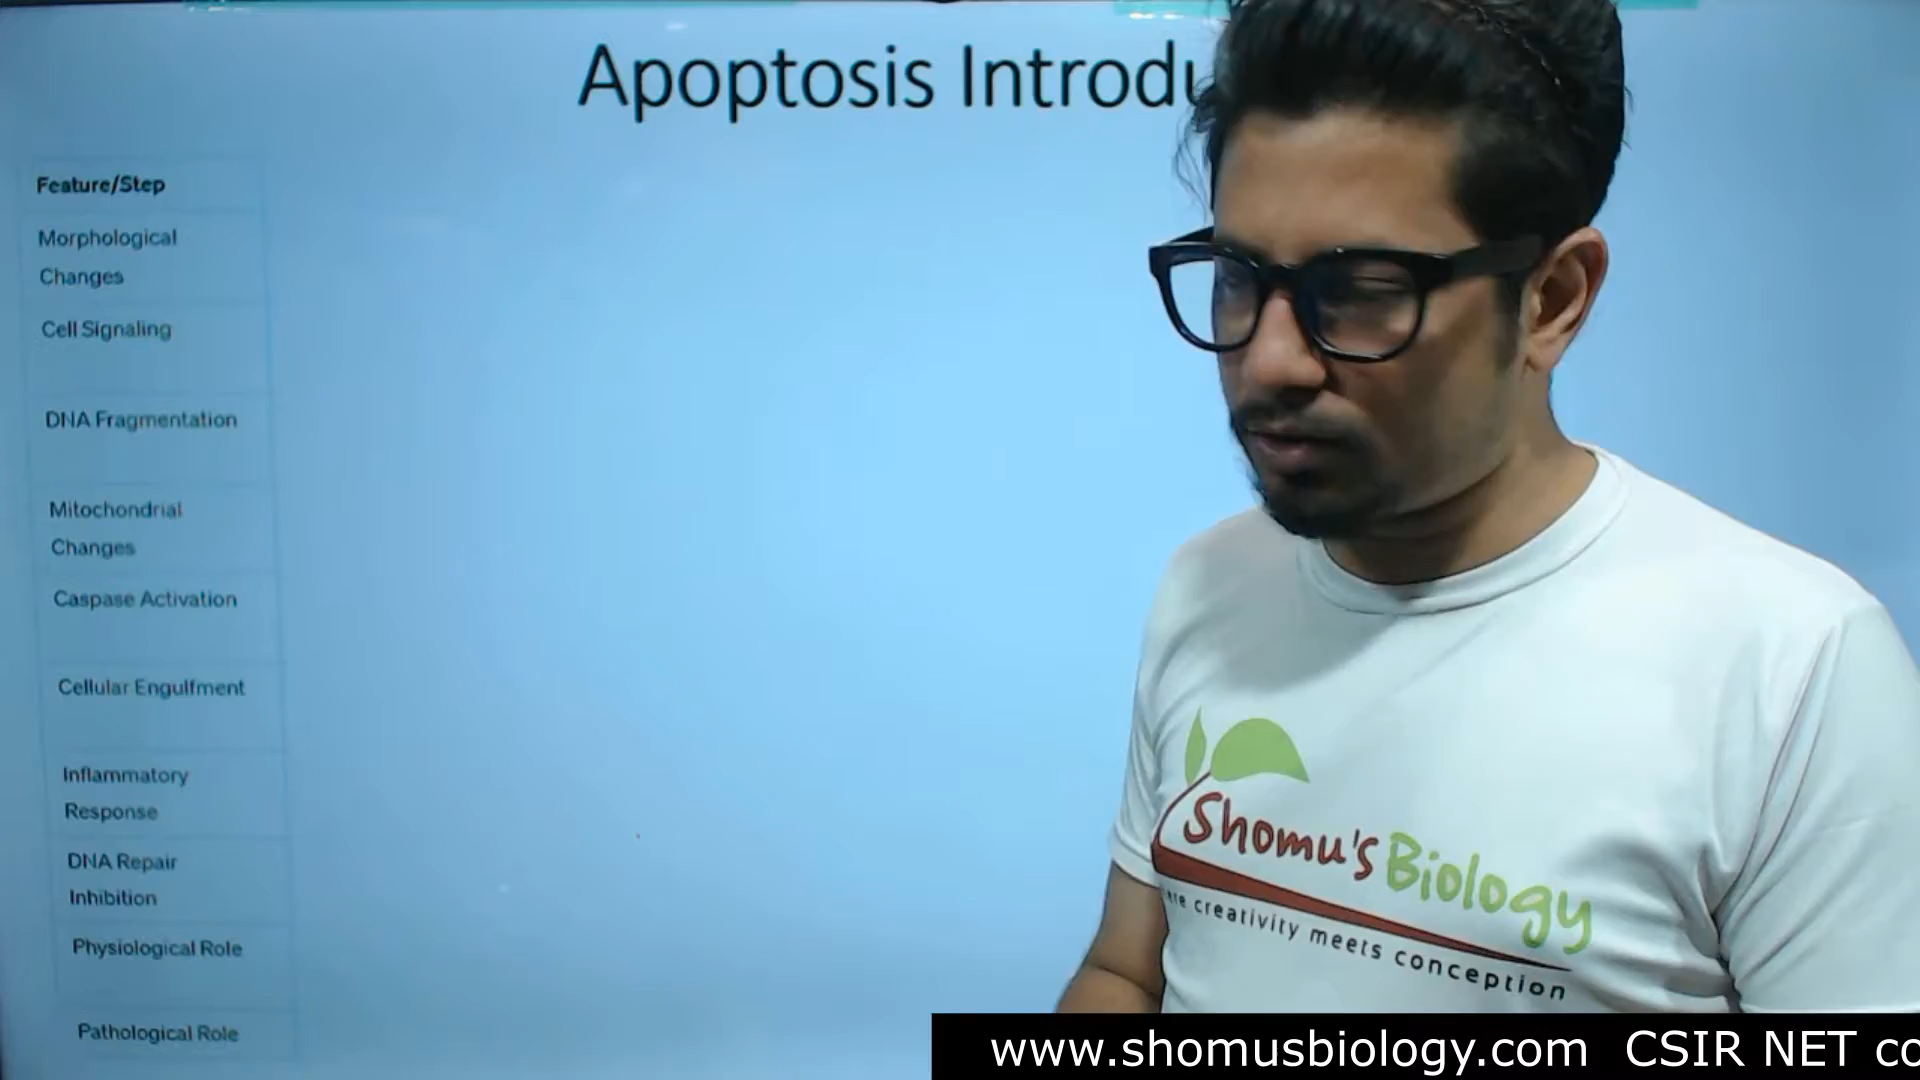 Apoptosis Introdu
Feature/Step
Morphological
Changes
Cell Signaling
DNA Fragmentation
Mitochondrial
Changes
Caspase Activation
Cellular Engulfment
Inflammatory
Response
DNA Repair
Inhibition
Physiological Role
Pathological Role
Shomu's Biology
ere creativity meets conception
www.shomusbiology.com CSIR NET co